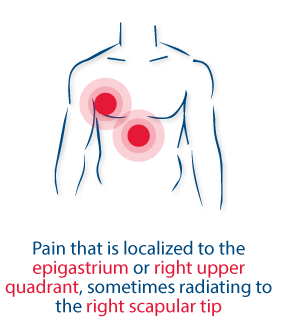 Pain that is localized to the
epigastrium or right upper
quadrant, sometimes radiating to
the right scapular tip